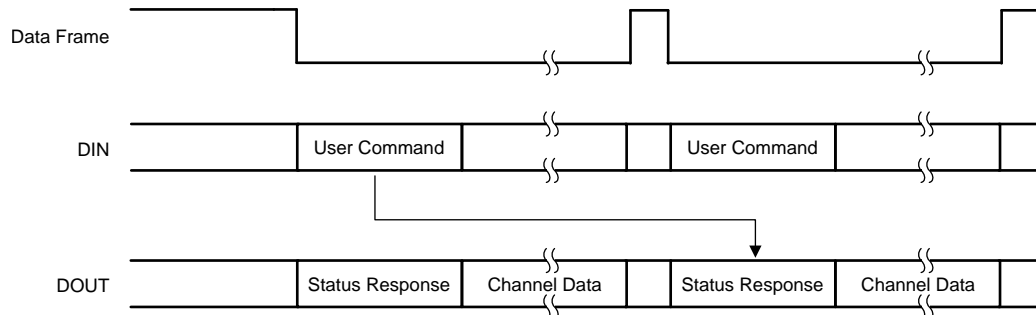 Data Frame
DIN
User Command
User Command
DOUT
Status Response
Channel Data
Status Response
Channel Data